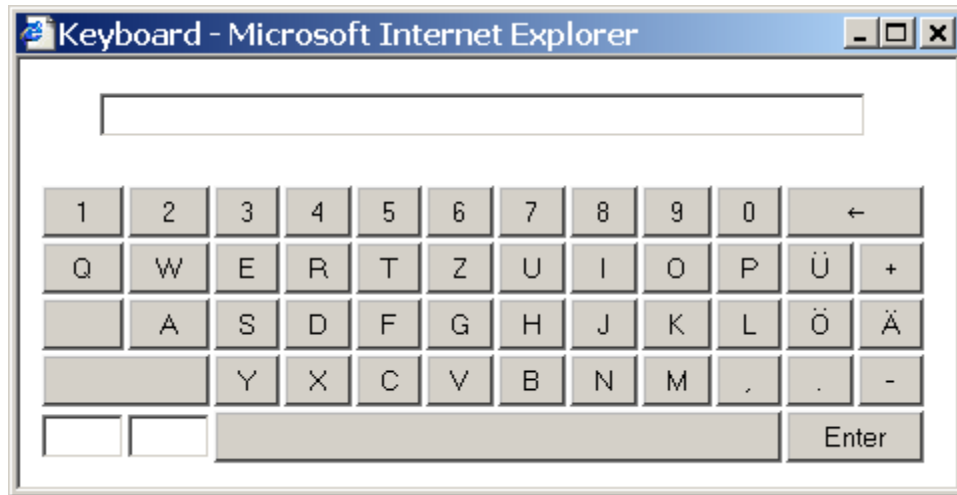 Keyboard - Microsoft Internet Explorer
1 2 3 4 5 6 7 8 9 0 ←
Q W E R T Z U I O P Ü +
A S D F G H J K L Ö Ä
Y X C V B N M , . -
Enter